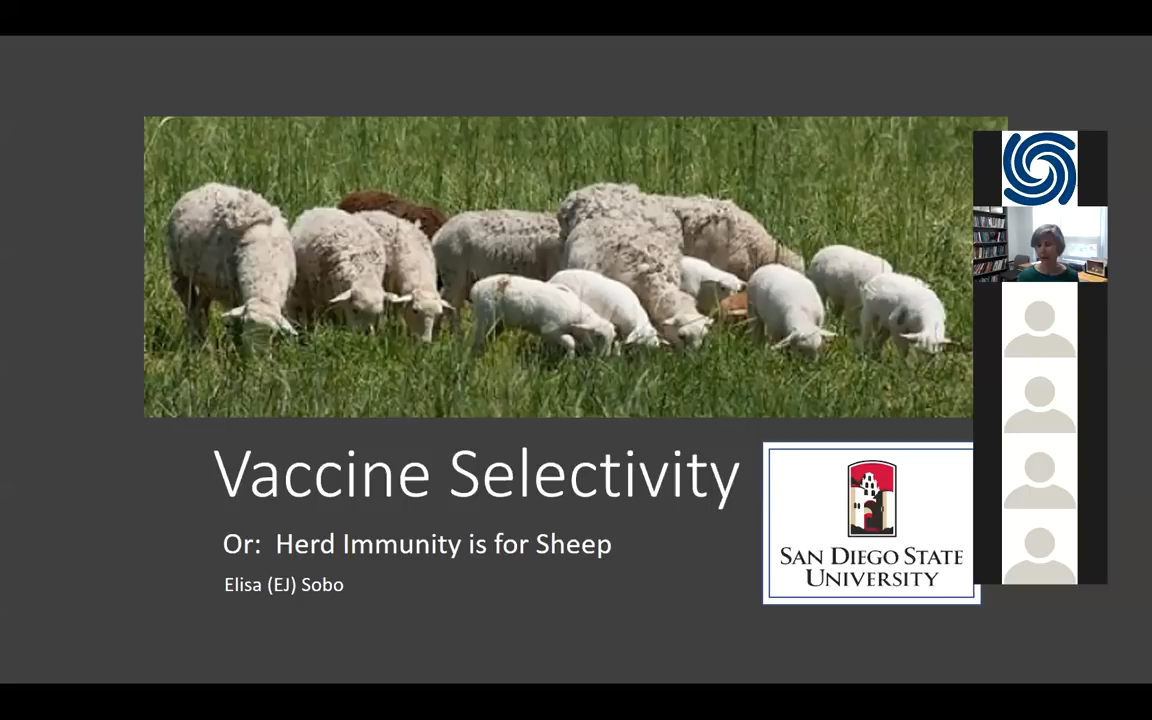 Vaccine Selectivity
Or: Herd Immunity is for Sheep
Elisa (EJ) Sobo
SAN DIEGO STATE
UNIVERSITY